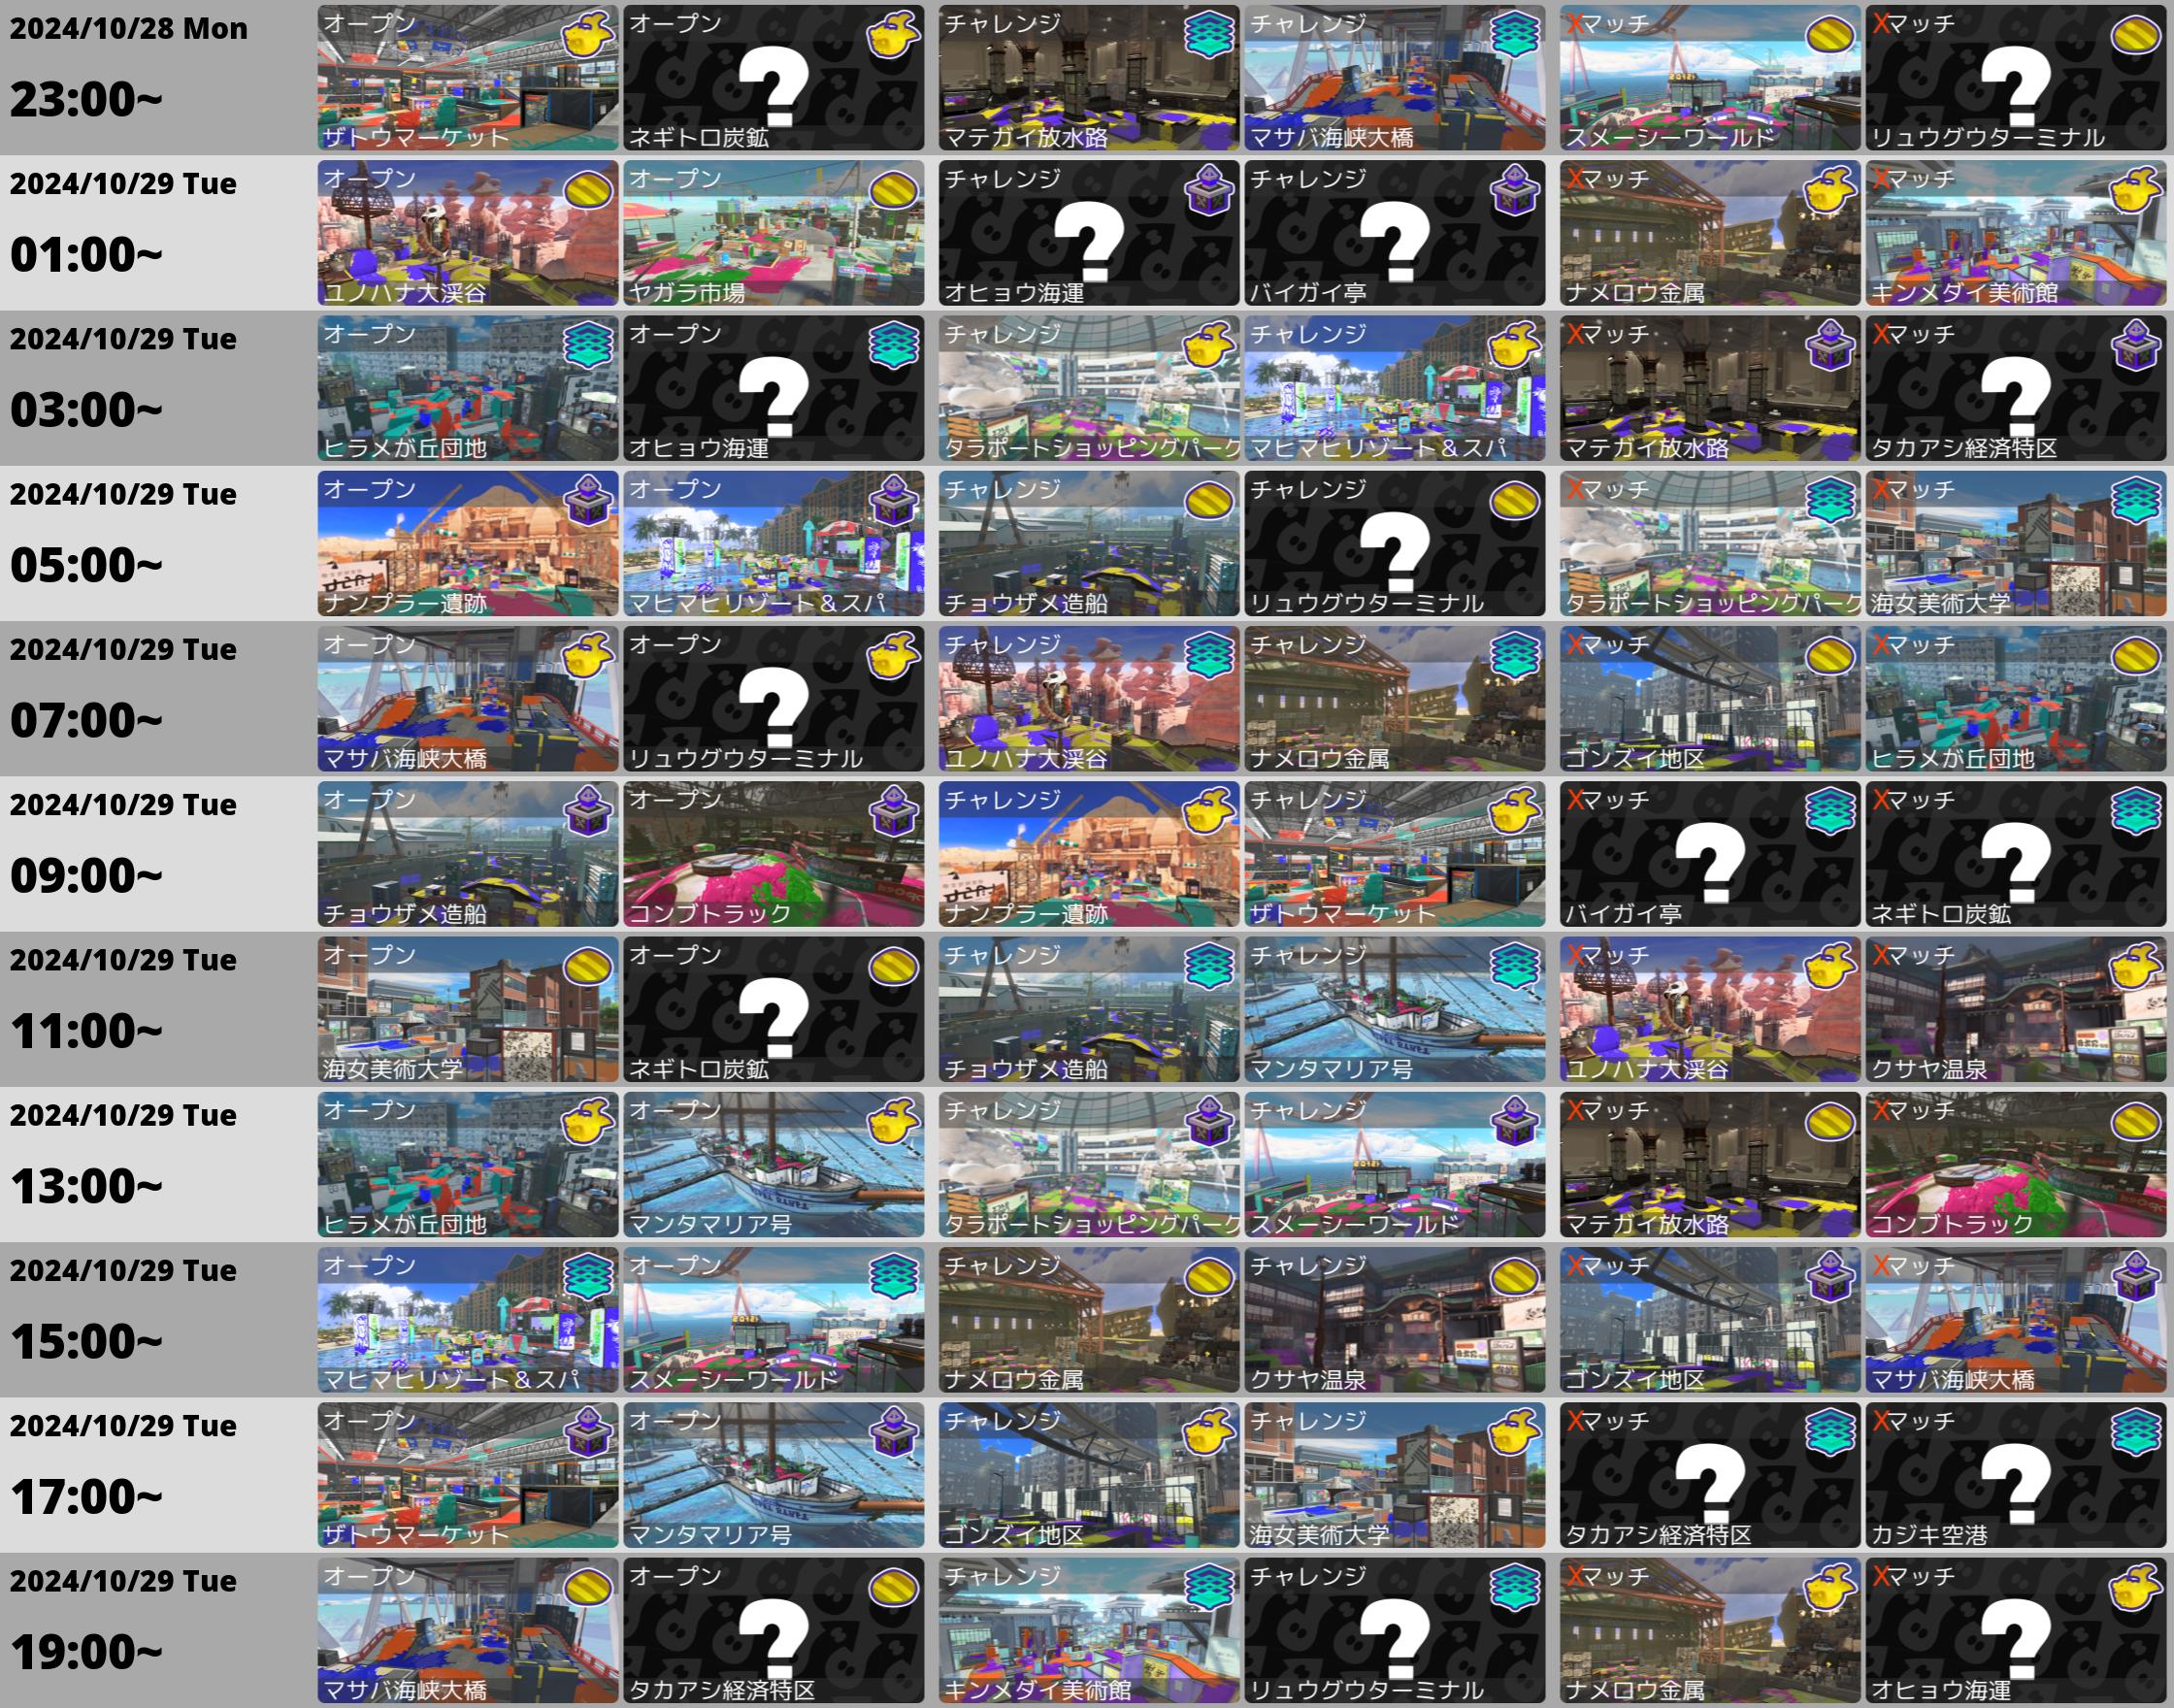 2024/10/28 Mon
23:00~
オープン
ザトウマーケット
オープン
ネギトロ炭鉱
チャレンジ
マテガイ放水路
チャレンジ
マサバ海峡大橋
Xマッチ
スメーシーワールド
Xマッチ
リュウグウターミナル
2024/10/29 Tue
01:00~
オープン
ユノハナ大渓谷
オープン
ヤガラ市場
チャレンジ
オヒョウ海運
チャレンジ
バイガイ亭
Xマッチ
ナメロウ金属
Xマッチ
キンメダイ美術館
2024/10/29 Tue
03:00~
オープン
ヒラメが丘団地
オープン
オヒョウ海運
チャレンジ
タラポートショッピングパーク
チャレンジ
マヒマヒリゾート＆スパ
Xマッチ
マテガイ放水路
Xマッチ
タカアシ経済特区
2024/10/29 Tue
05:00~
オープン
ナンプラー遺跡
オープン
マヒマヒリゾート＆スパ
チャレンジ
チョウザメ造船
チャレンジ
リュウグウターミナル
Xマッチ
タラポートショッピングパーク
Xマッチ
海女美術大学
2024/10/29 Tue
07:00~
オープン
マサバ海峡大橋
オープン
リュウグウターミナル
チャレンジ
ユノハナ大渓谷
チャレンジ
ナメロウ金属
Xマッチ
ゴンズイ地区
Xマッチ
ヒラメが丘団地
2024/10/29 Tue
09:00~
オープン
チョウザメ造船
オープン
コンブトラック
チャレンジ
ナンプラー遺跡
チャレンジ
ザトウマーケット
Xマッチ
バイガイ亭
Xマッチ
ネギトロ炭鉱
2024/10/29 Tue
11:00~
オープン
海女美術大学
オープン
ネギトロ炭鉱
チャレンジ
チョウザメ造船
チャレンジ
マンタマリア号
Xマッチ
ユノハナ大渓谷
Xマッチ
クサヤ温泉
2024/10/29 Tue
13:00~
オープン
ヒラメが丘団地
オープン
マンタマリア号
チャレンジ
タラポートショッピングパーク
チャレンジ
スメーシーワールド
Xマッチ
マテガイ放水路
Xマッチ
コンブトラック
2024/10/29 Tue
15:00~
オープン
マヒマヒリゾート＆スパ
オープン
スメーシーワールド
チャレンジ
ナメロウ金属
チャレンジ
クサヤ温泉
Xマッチ
ゴンズイ地区
Xマッチ
マサバ海峡大橋
2024/10/29 Tue
17:00~
オープン
ザトウマーケット
オープン
マンタマリア号
チャレンジ
ゴンズイ地区
チャレンジ
海女美術大学
Xマッチ
タカアシ経済特区
Xマッチ
カジキ空港
2024/10/29 Tue
19:00~
オープン
マサバ海峡大橋
オープン
タカアシ経済特区
チャレンジ
キンメダイ美術館
チャレンジ
リュウグウターミナル
Xマッチ
ナメロウ金属
Xマッチ
オヒョウ海運